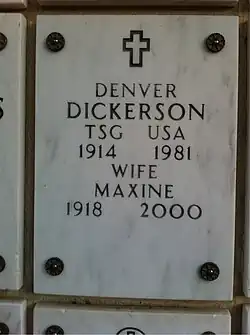 DENVER
DICKERSON
TSG USA
1914 1981
WIFE
MAXINE
1918 2000